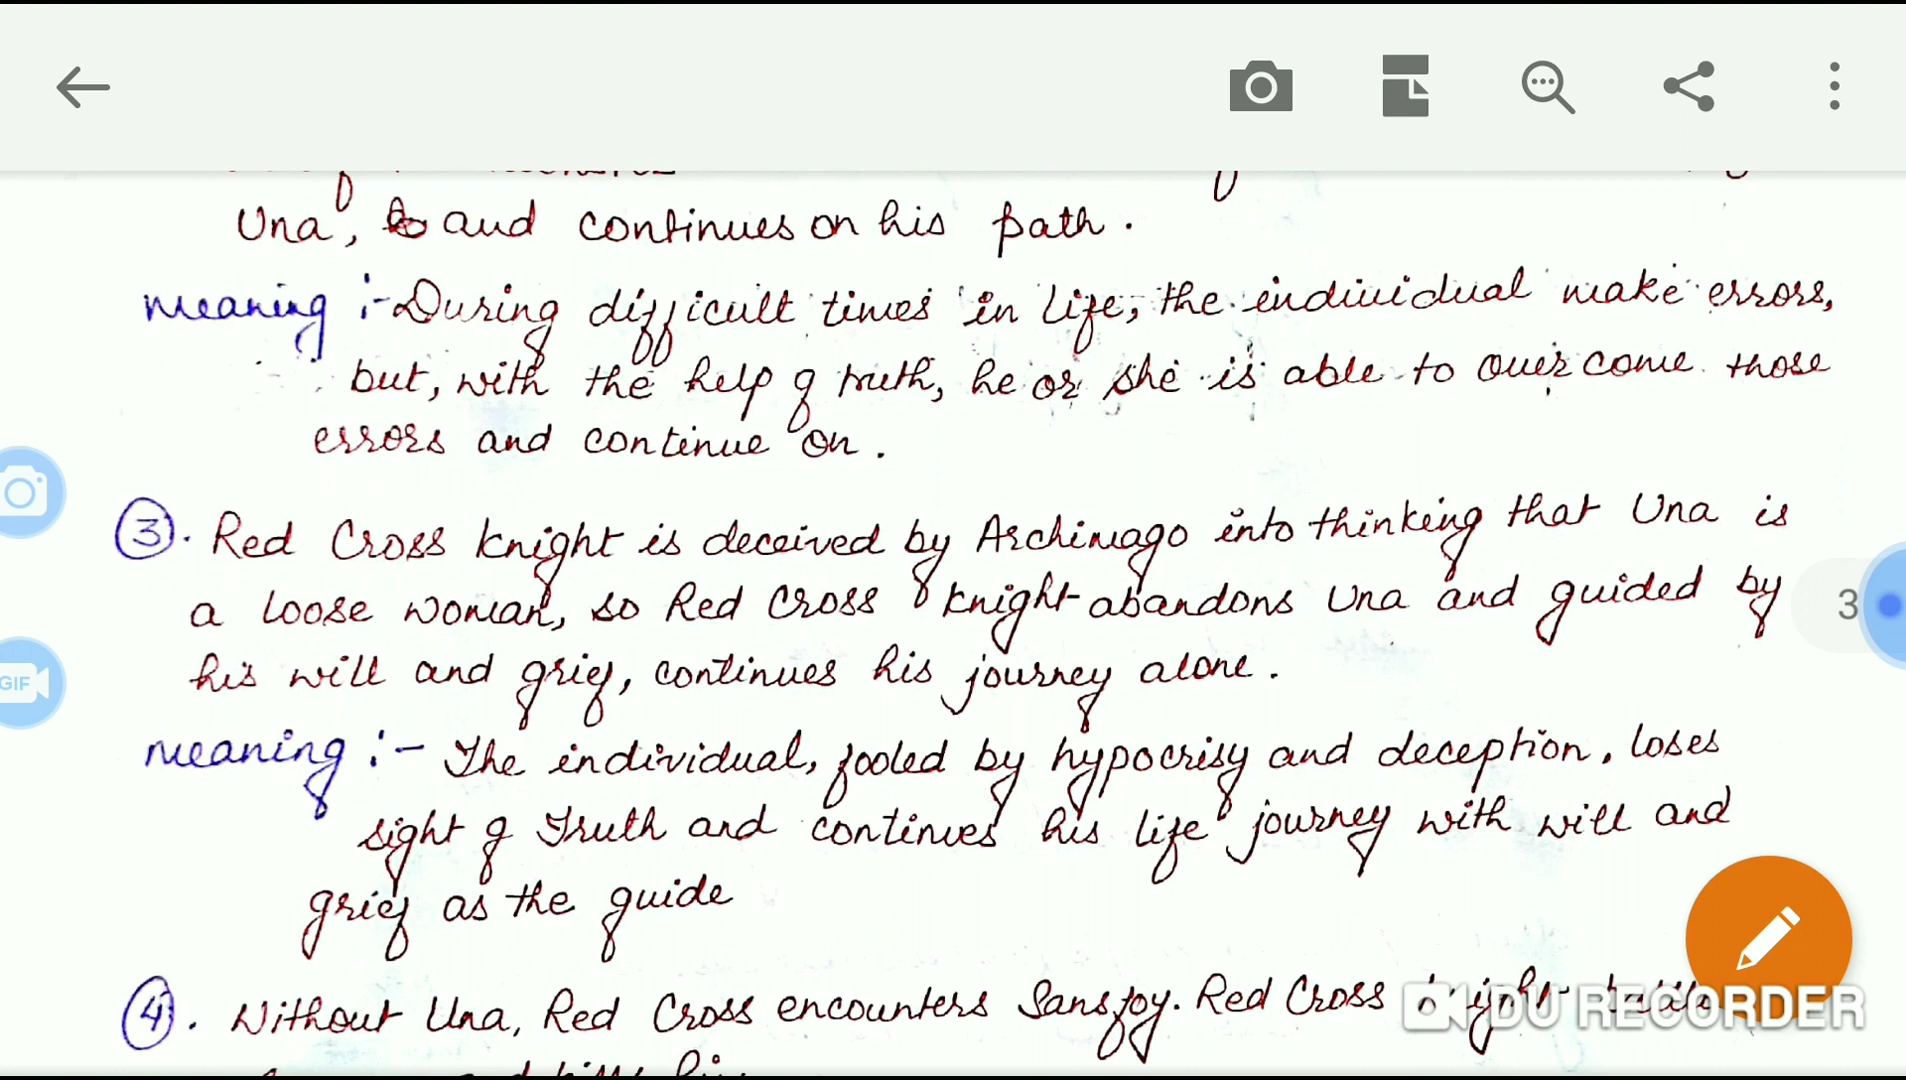 Una, and continues on his path.
meaning :- During difficult times in life, the individual make errors,
but, with the help of truth, he or she is able to overcome those
errors and continue on.
3. Red Cross knight is deceived by Archimago into thinking that Una is
a loose woman, so Red Cross knight abandons Una and guided by
3
his will and grief, continues his journey alone.
GIF
meaning :- The individual, fooled by hypocrisy and deception, loses
sight of Truth and continues his life journey with will and
grief as the guide
4. Without Una, Red Cross encounters Sansjoy. Red Cross knight
DU RECORDER